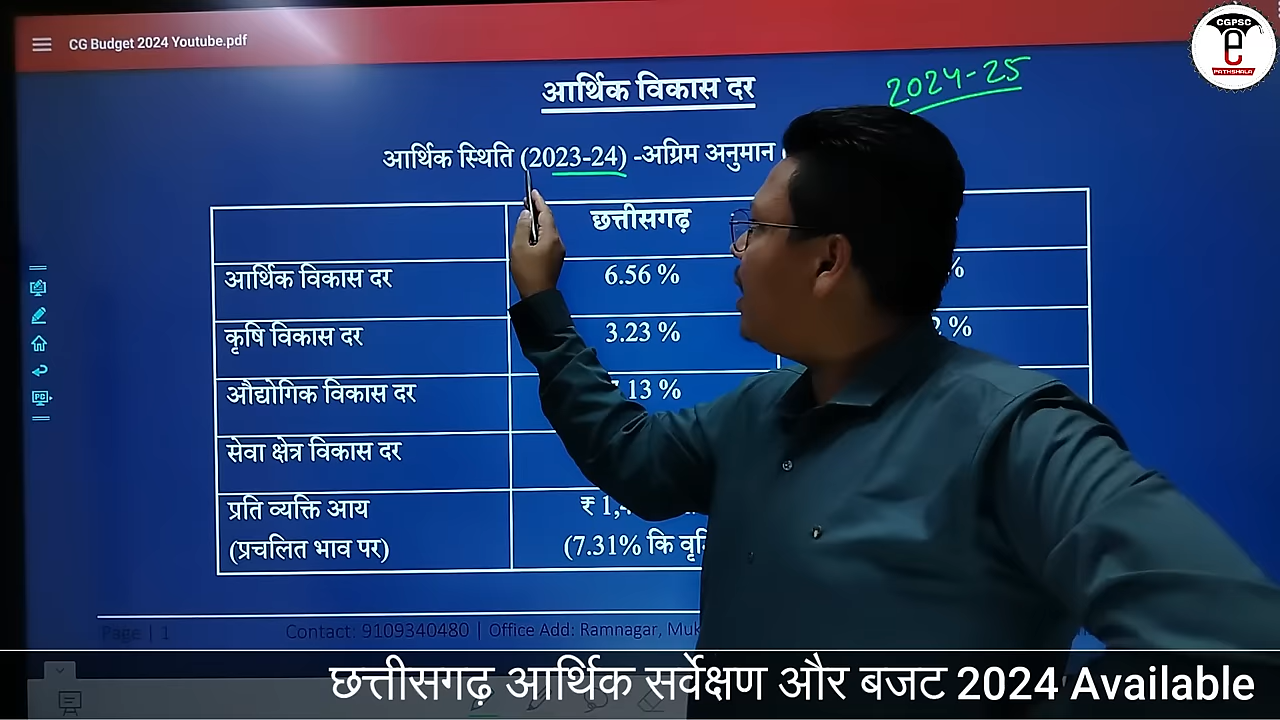 CGPSC
e
PATHSHALA
CG Budget 2024 Youtube.pdf
आर्थिक विकास दर
2024-25
आर्थिक स्थिति (2023-24) -अग्रिम अनुमान
छत्तीसगढ़
आर्थिक विकास दर 6.56 % %
कृषि विकास दर 3.23 % 2 %
औद्योगिक विकास दर 13 %
सेवा क्षेत्र विकास दर
प्रति व्यक्ति आय ₹ 1,
(प्रचलित भाव पर) (7.31% कि
Page | 1 Contact: 9109340480 | Office Add: Ramnagar,
छत्तीसगढ़ आर्थिक सर्वेक्षण और बजट 2024 Available